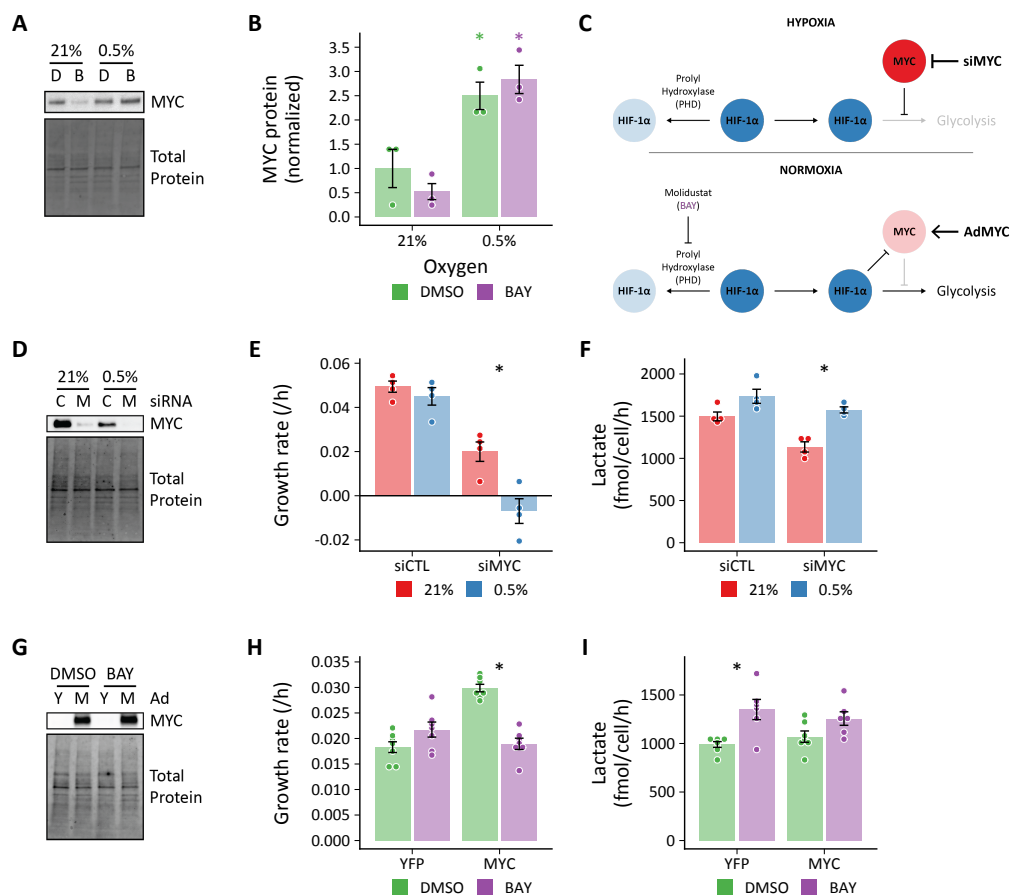 A
21% 0.5%
D B D B
MYC
Total
Protein
B
* *
MYC protein
(normalized)
3.5
3.0
2.5
2.0
1.5
1.0
0.5
0.0
21% 0.5%
Oxygen
DMSO BAY
C
HYPOXIA
MYC
siMYC
Prolyl
Hydroxylase
(PHD)
HIF-1α HIF-1α HIF-1α Glycolysis
NORMOXIA
Molidustat
(BAY)
MYC
AdMYC
Prolyl
Hydroxylase
(PHD)
HIF-1α HIF-1α HIF-1α Glycolysis
D
21% 0.5%
C M C M siRNA
MYC
Total
Protein
E
*
Growth rate (/h)
0.06
0.04
0.02
0.00
-0.02
siCTL siMYC
21% 0.5%
F
*
Lactate
(fmol/cell/h)
2000
1500
1000
500
0
siCTL siMYC
21% 0.5%
G
DMSO BAY
Y M Y M Ad
MYC
Total
Protein
H
*
Growth rate (/h)
0.035
0.030
0.025
0.020
0.015
0.010
0.005
0.000
YFP MYC
DMSO BAY
I
*
Lactate
(fmol/cell/h)
1500
1000
500
0
YFP MYC
DMSO BAY